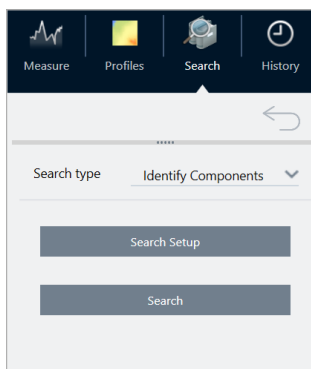 Measure Profiles Search History
Search type Identify Components
Search Setup
Search